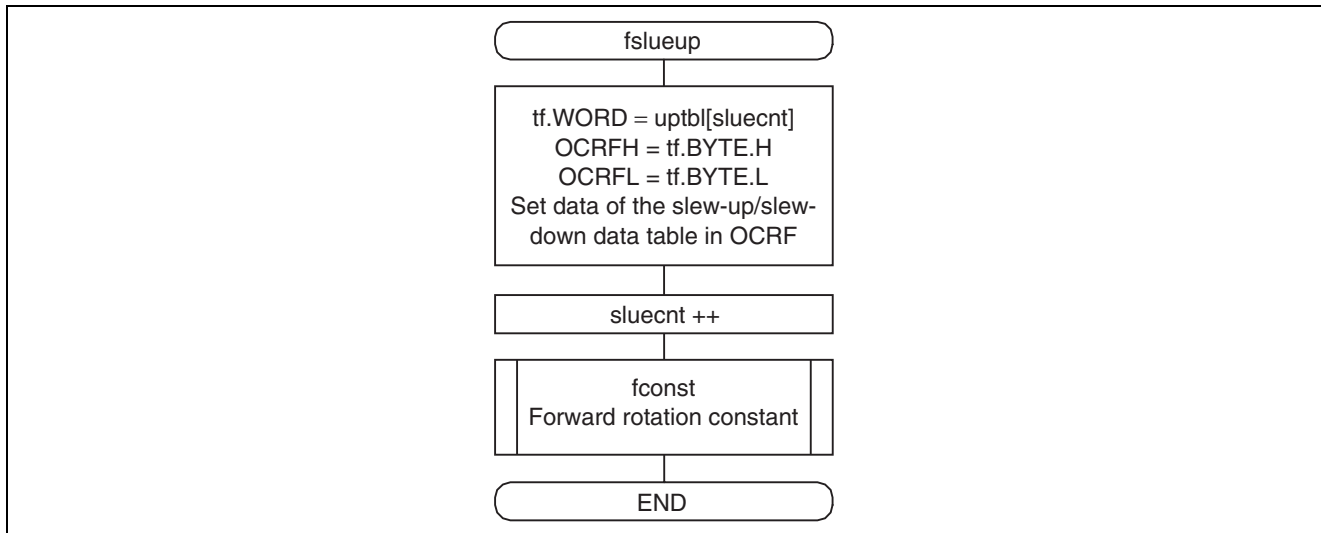 fslueup
tf.WORD = uptbl[sluecnt]
OCRFH = tf.BYTE.H
OCRFL = tf.BYTE.L
Set data of the slew-up/slew-
down data table in OCRF
sluecnt ++
fconst
Forward rotation constant
END